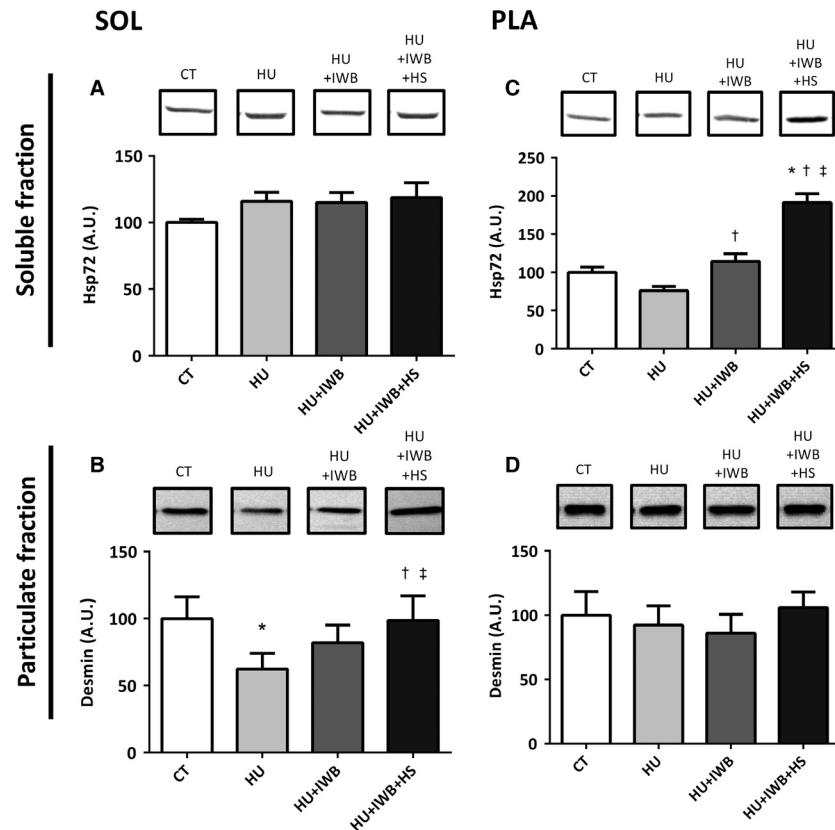 SOL
PLA
Soluble fraction
Particulate fraction
A
CT
HU
HU
+IWB
HU
+IWB
+HS
Hsp72 (A.U.)
150
100
50
0
CT
HU
HU+IWB
HU+IWB+HS
C
CT
HU
HU
+IWB
HU
+IWB
+HS
Hsp72 (A.U.)
250
200
150
100
50
0
†
* † ‡
CT
HU
HU+IWB
HU+IWB+HS
B
CT
HU
HU
+IWB
HU
+IWB
+HS
Desmin (A.U.)
150
100
50
0
*
† ‡
CT
HU
HU+IWB
HU+IWB+HS
D
CT
HU
HU
+IWB
HU
+IWB
+HS
Desmin (A.U.)
150
100
50
0
CT
HU
HU+IWB
HU+IWB+HS